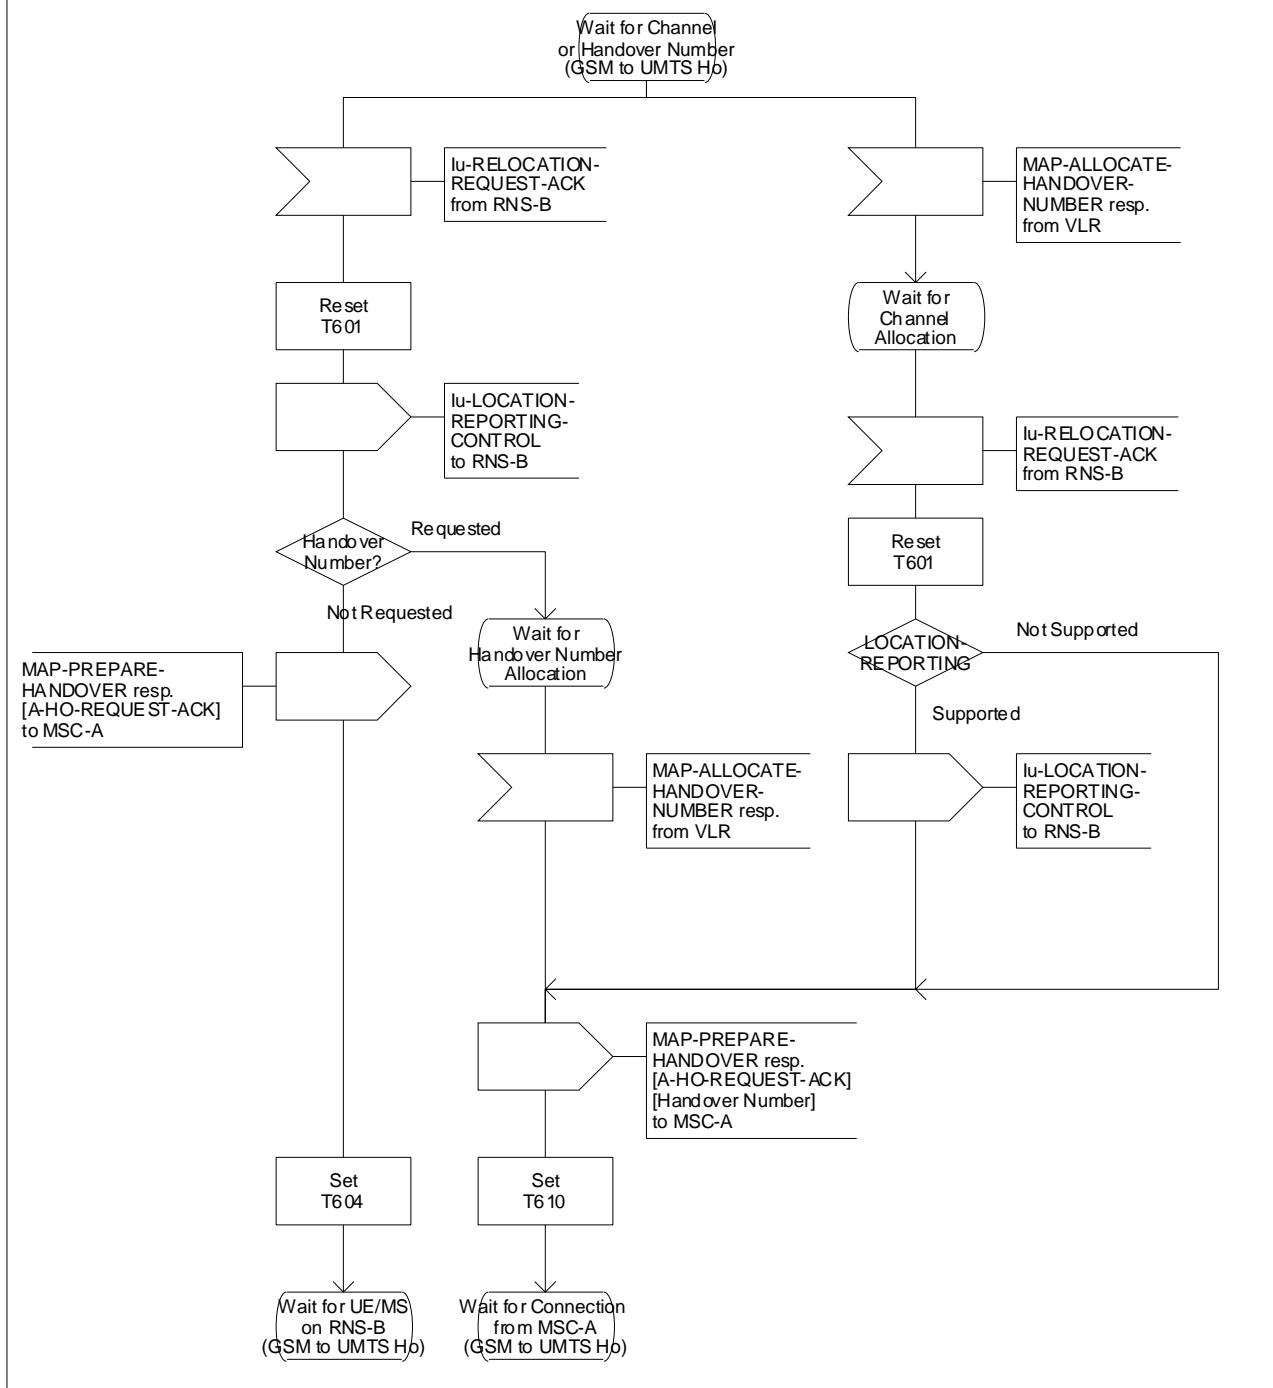 Wait for Channel
or Handover Number
(GSM to UMTS Ho)
Iu-RELOCATION-
REQUEST-ACK
from RNS-B
MAP-ALLOCATE-
HANDOVER-
NUMBER resp.
from VLR
Reset
T601
Wait for
Channel
Allocation
Iu-LOCATION-
REPORTING-
CONTROL
to RNS-B
Iu-RELOCATION-
REQUEST-ACK
from RNS-B
Handover
Number?
Requested
Not Requested
Reset
T601
Wait for
Handover Number
Allocation
LOCATION-
REPORTING
Not Supported
Supported
MAP-PREPARE-
HANDOVER resp.
[A-HO-REQUEST-ACK]
to MSC-A
MAP-ALLOCATE-
HANDOVER-
NUMBER resp.
from VLR
Iu-LOCATION-
REPORTING-
CONTROL
to RNS-B
MAP-PREPARE-
HANDOVER resp.
[A-HO-REQUEST-ACK]
[Handover Number]
to MSC-A
Set
T604
Set
T610
Wait for UE/MS
on RNS-B
(GSM to UMTS Ho)
Wait for Connection
from MSC-A
(GSM to UMTS Ho)